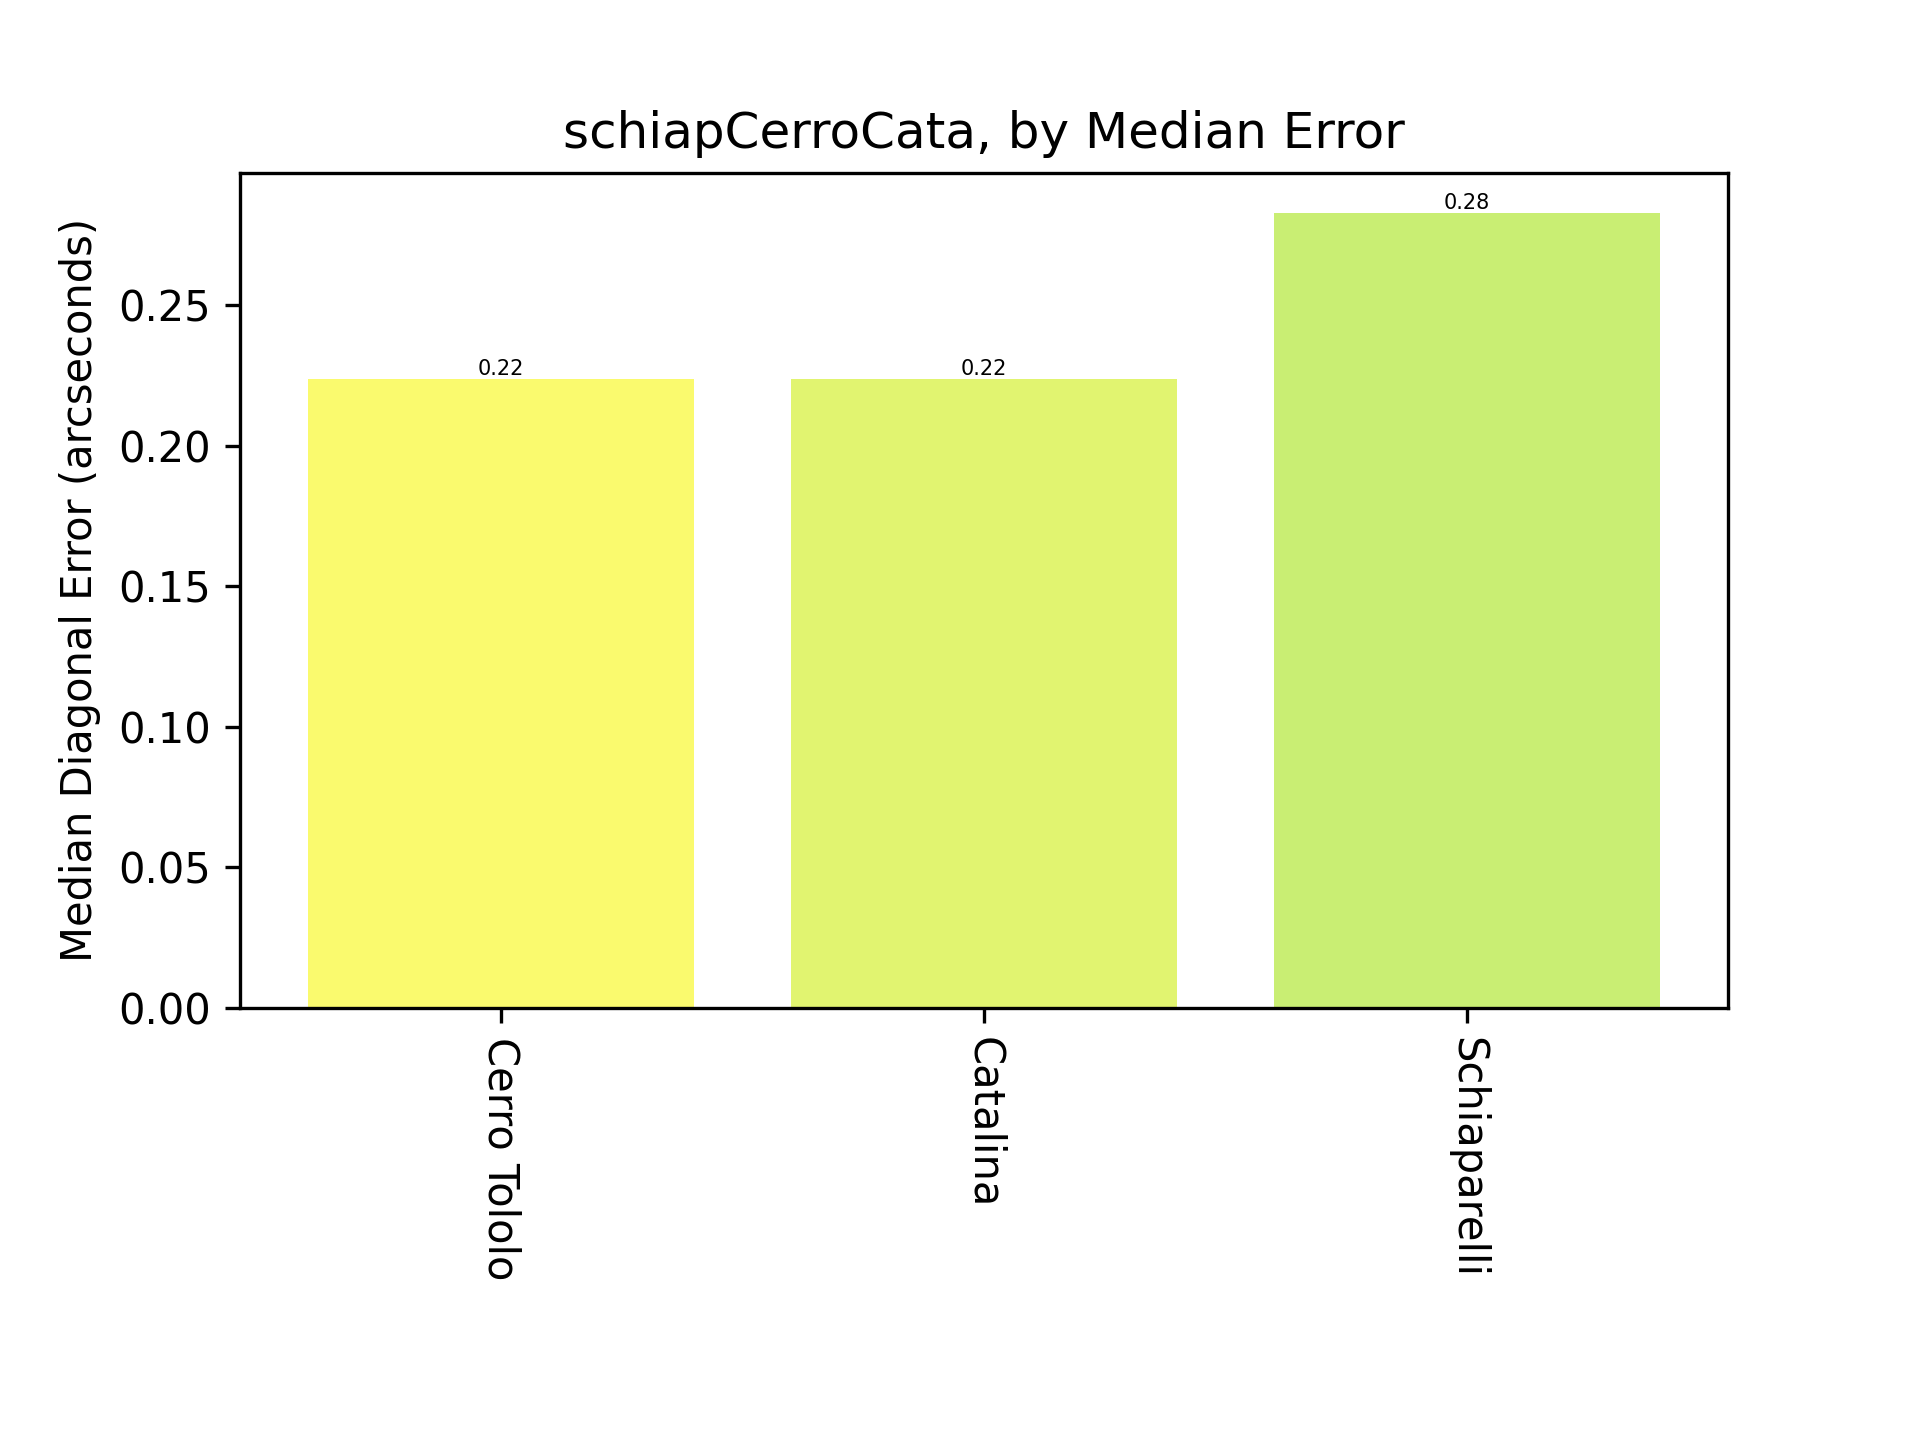 schiapCerroCata, by Median Error
Median Diagonal Error (arcseconds)
0.25
0.20
0.15
0.10
0.05
0.00
0.22
0.22
0.28
Cerro Tololo
Catalina
Schiaparelli